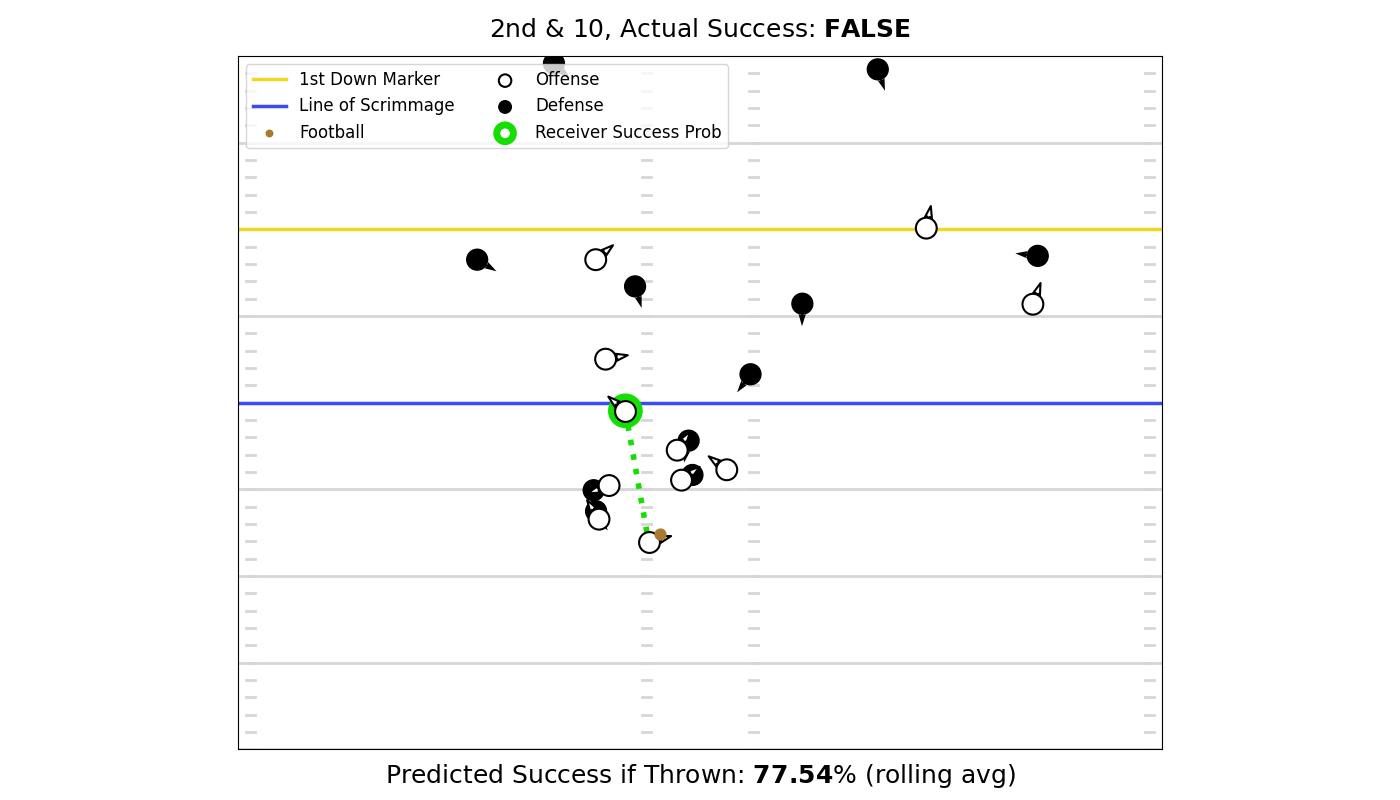 2nd & 10, Actual Success: FALSE
1st Down Marker
Line of Scrimmage
Football
Offense
Defense
Receiver Success Prob
Predicted Success if Thrown: 77.54% (rolling avg)